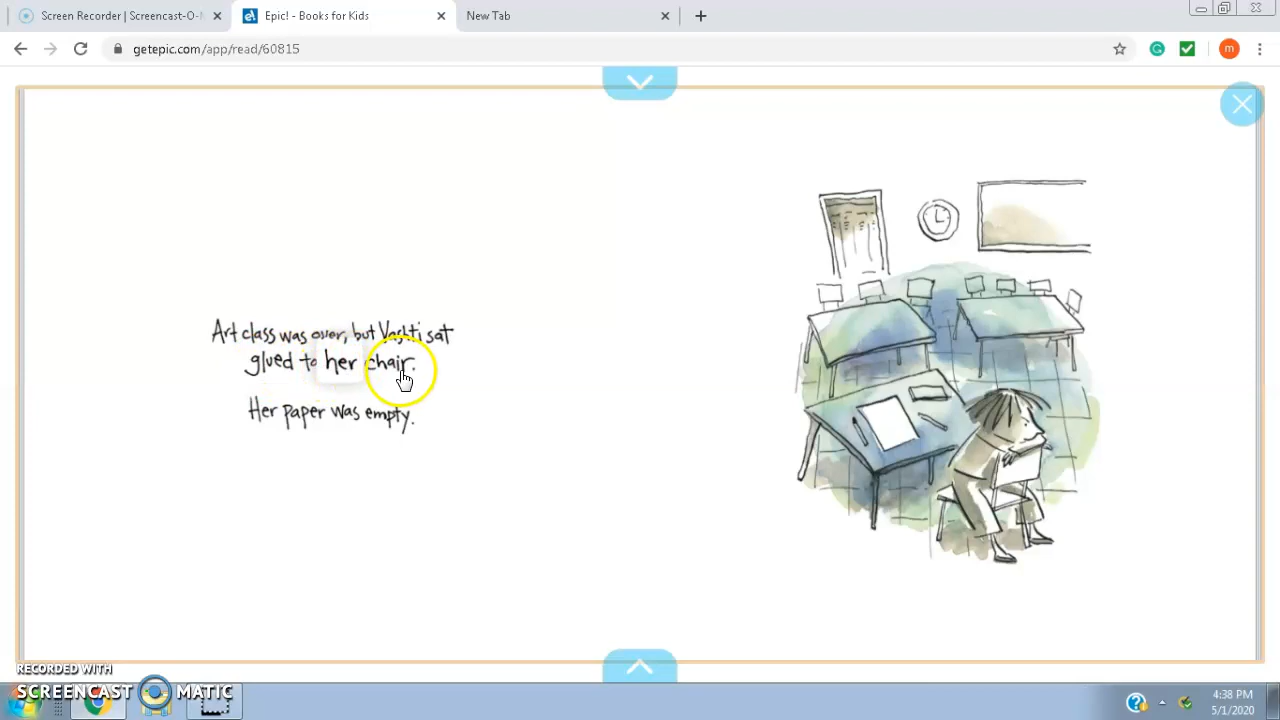 Screen Recorder | Screencast-O-
Epic! - Books for Kids
New Tab
getepic.com/app/read/60815
m
Art class was over, but Vashti sat
glued to her chair.
Her paper was empty.
RECORDED WITH
SCREENCAST MATIC
4:38 PM
5/1/2020